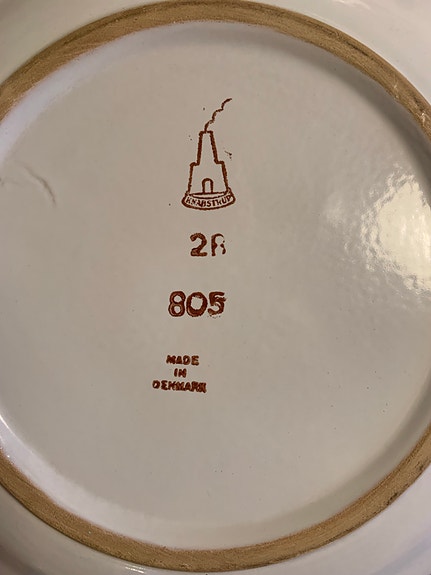 KNABSTRUP
28
805
MADE
IN
DENMARK